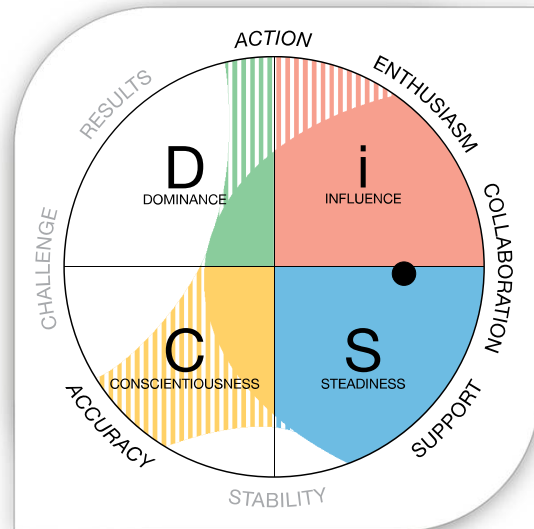 ACTION
RESULTS
ENTHUSIASM
D
DOMINANCE
i
INFLUENCE
CHALLENGE
COLLABORATION
C
CONSCIENTIOUSNESS
S
STEADINESS
ACCURACY
SUPPORT
STABILITY